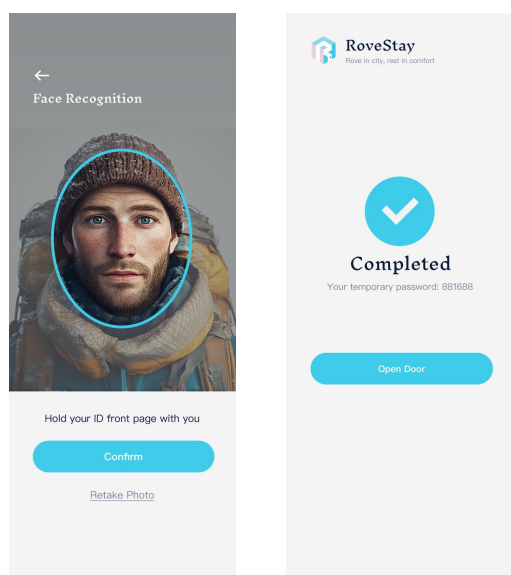 Face Recognition
Hold your ID front page with you
Confirm
Retake Photo
RoveStay
Rove in city, rest in comfort
Completed
Your temporary password: 881688
Open Door